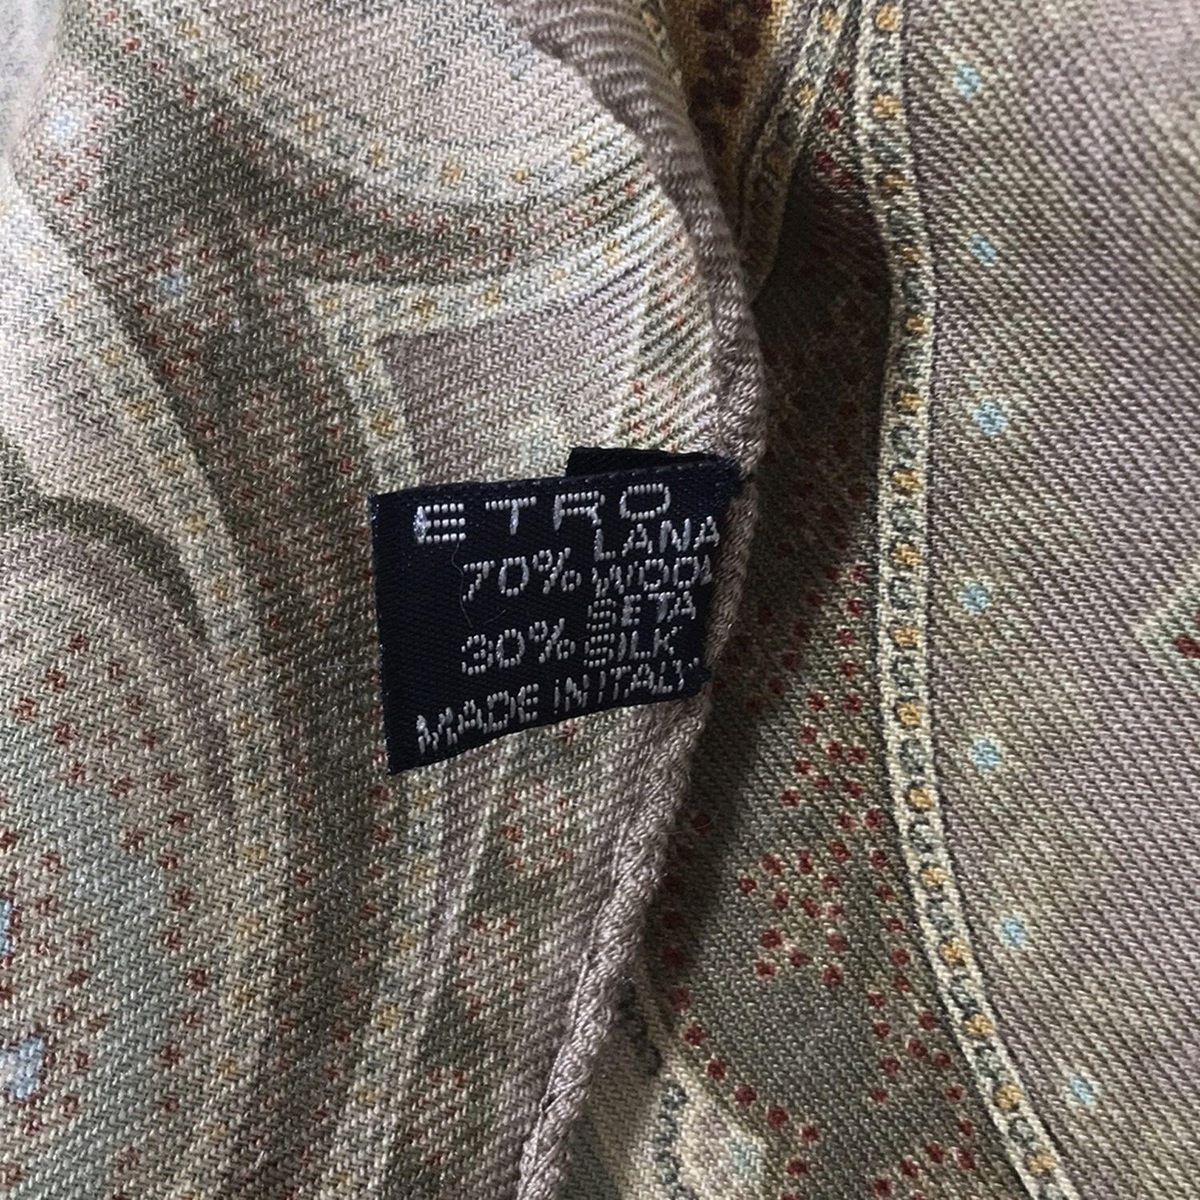 ETRO
LANA
70% WOOL
SETA
30% SILK
MADE IN ITALY